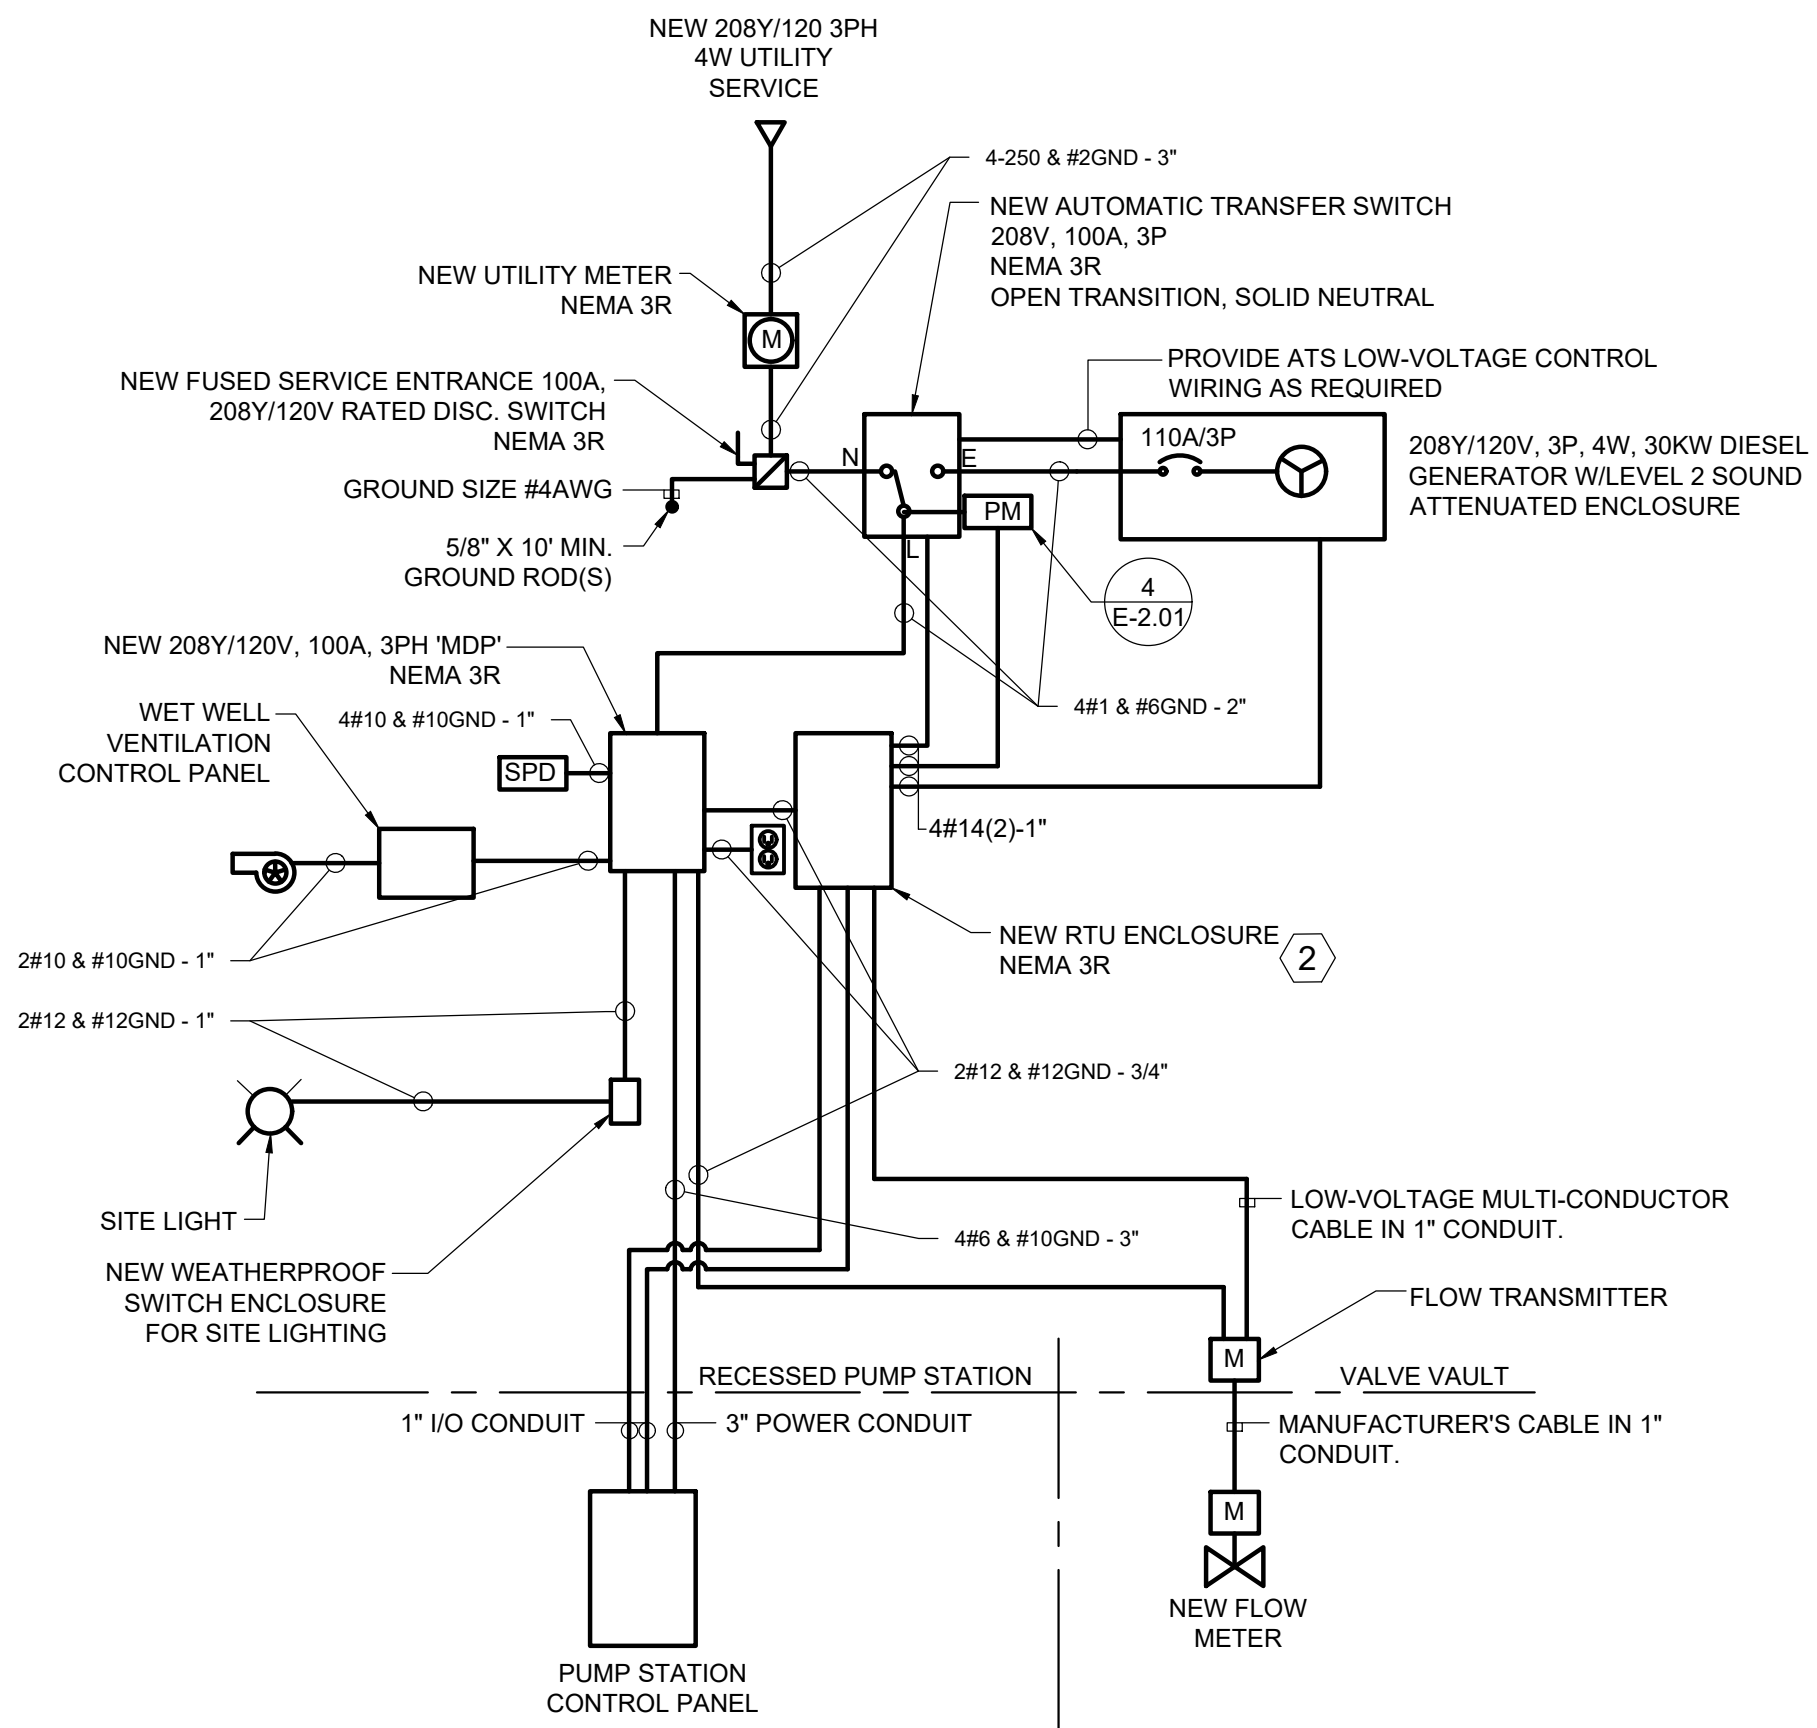 NEW 208Y/120 3PH
4W UTILITY
SERVICE
4-250 & #2GND - 3"
NEW AUTOMATIC TRANSFER SWITCH
208V, 100A, 3P
NEMA 3R
OPEN TRANSITION, SOLID NEUTRAL
NEW UTILITY METER
NEMA 3R
M
PROVIDE ATS LOW-VOLTAGE CONTROL
WIRING AS REQUIRED
NEW FUSED SERVICE ENTRANCE 100A,
208Y/120V RATED DISC. SWITCH
NEMA 3R
110A/3P
208Y/120V, 3P, 4W, 30KW DIESEL
GENERATOR W/LEVEL 2 SOUND
ATTENUATED ENCLOSURE
N
E
L
PM
GROUND SIZE #4AWG
5/8" X 10' MIN.
GROUND ROD(S)
4
E-2.01
NEW 208Y/120V, 100A, 3PH 'MDP'
NEMA 3R
4#1 & #6GND - 2"
WET WELL
VENTILATION
CONTROL PANEL
4#10 & #10GND - 1"
SPD
4#14(2)-1"
NEW RTU ENCLOSURE
NEMA 3R
2
2#10 & #10GND - 1"
2#12 & #12GND - 1"
2#12 & #12GND - 3/4"
SITE LIGHT
LOW-VOLTAGE MULTI-CONDUCTOR
CABLE IN 1" CONDUIT.
4#6 & #10GND - 3"
NEW WEATHERPROOF
SWITCH ENCLOSURE
FOR SITE LIGHTING
FLOW TRANSMITTER
M
RECESSED PUMP STATION
VALVE VAULT
1" I/O CONDUIT
3" POWER CONDUIT
MANUFACTURER'S CABLE IN 1"
CONDUIT.
M
NEW FLOW
METER
PUMP STATION
CONTROL PANEL